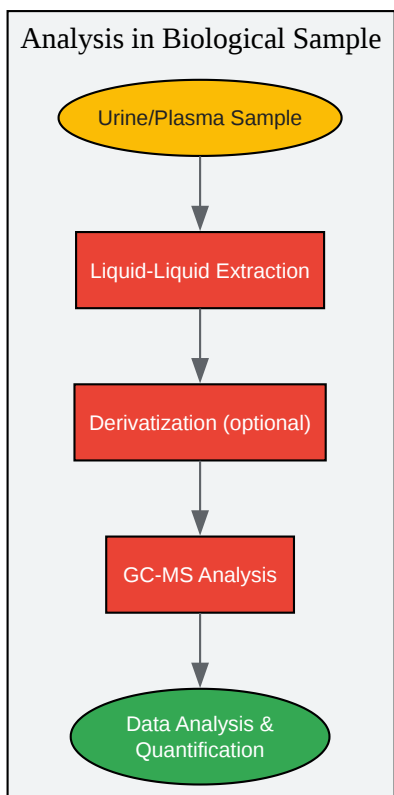 Analysis in Biological Sample
Urine/Plasma Sample
Liquid-Liquid Extraction
Derivatization (optional)
GC-MS Analysis
Data Analysis &
Quantification